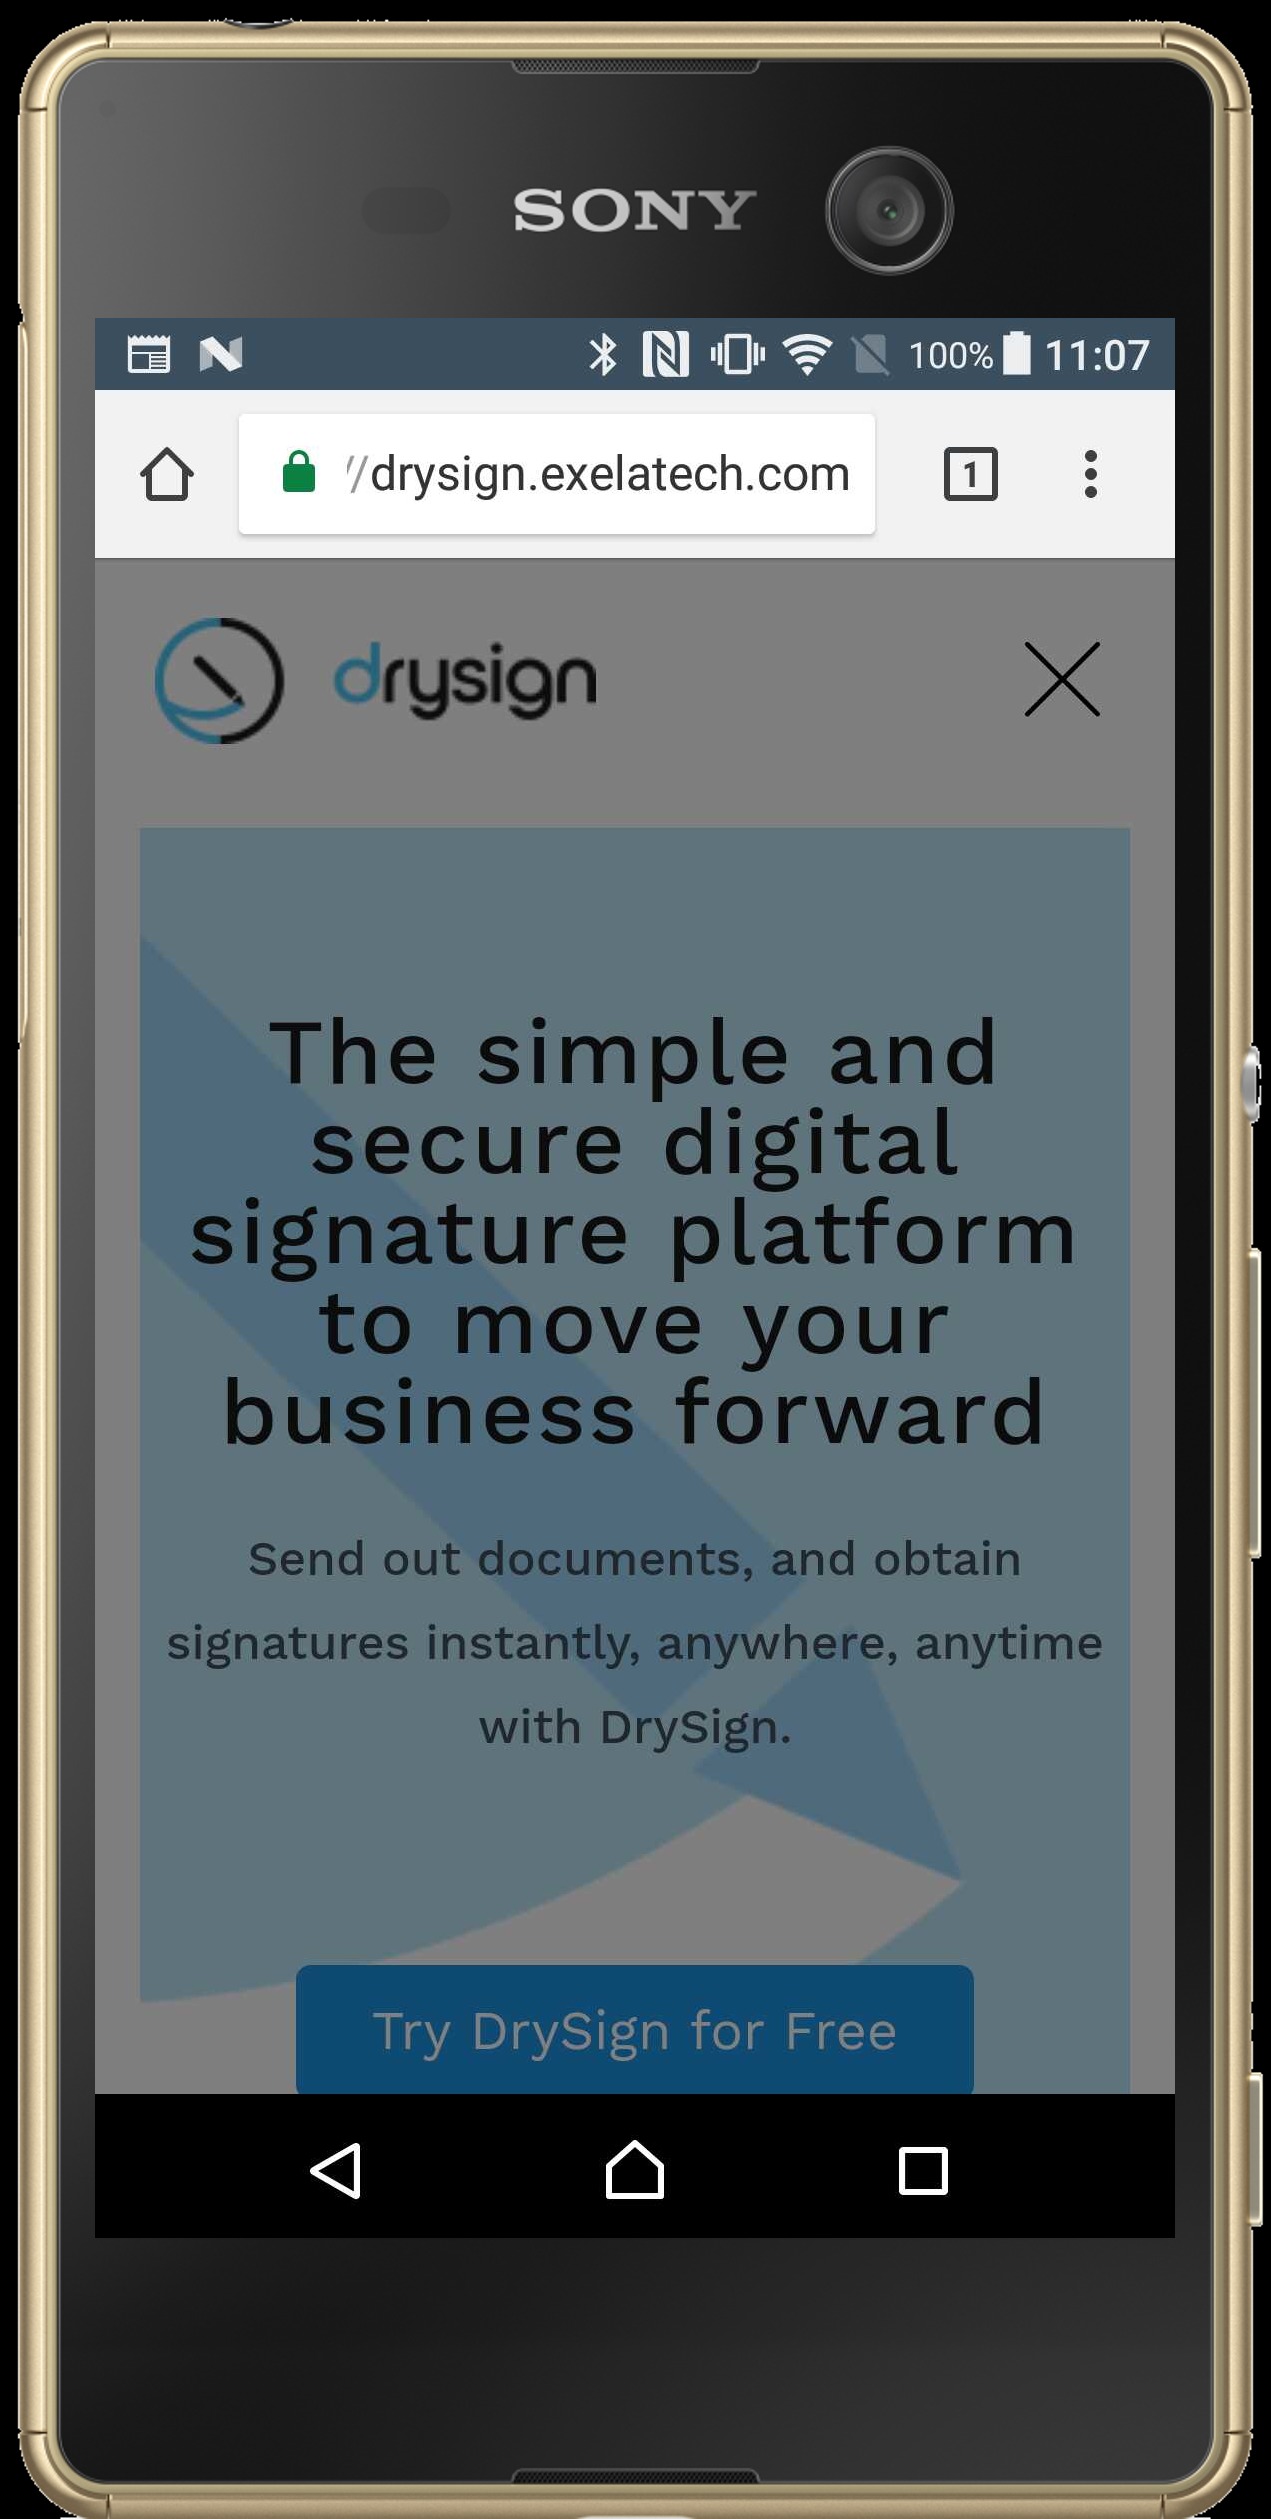 SONY
100% 11:07
//drysign.exelatech.com
1
drysign
The simple and
secure digital
signature platform
to move your
business forward
Send out documents, and obtain
signatures instantly, anywhere, anytime
with DrySign.
Try DrySign for Free